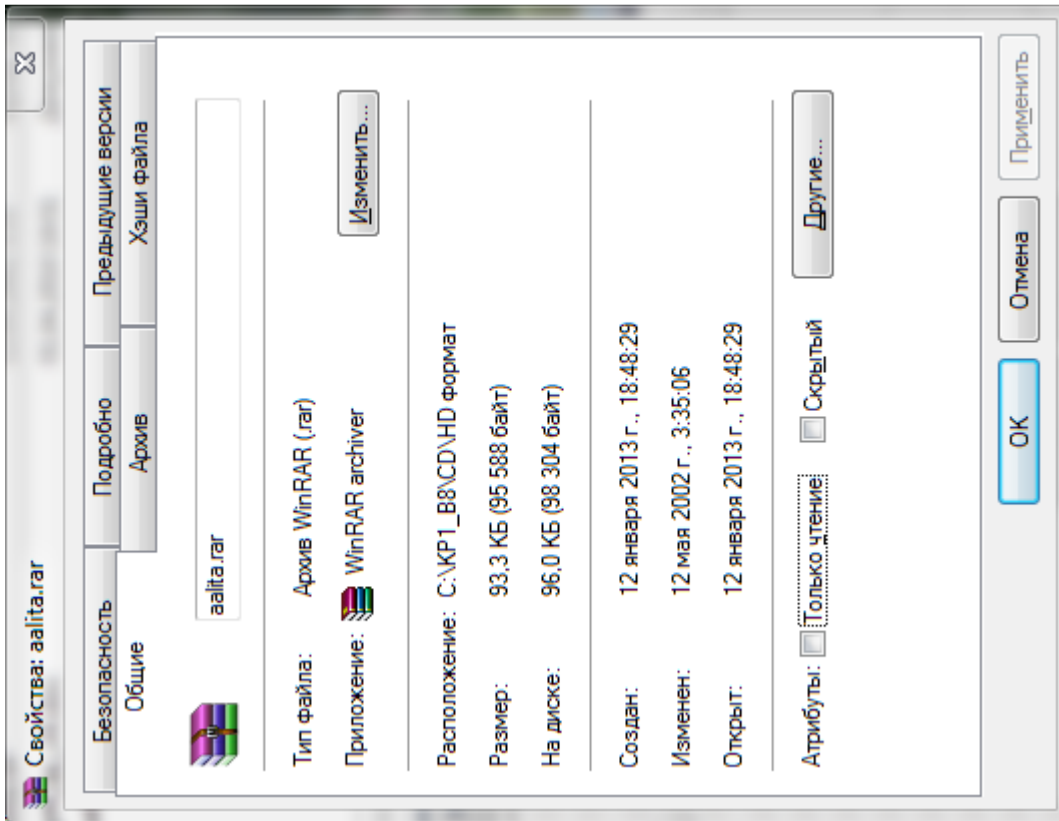 Свойства: aalita.rar
Безопасность Подробно Предыдущие версии
Общие Архив Хэши файла
aalita.rar
Тип файла: Архив WinRAR (.rar)
Приложение: WinRAR archiver Изменить...
Расположение: C:\KP1_B8\CD\HD формат
Размер: 93,3 КБ (95 588 байт)
На диске: 96,0 КБ (98 304 байт)
Создан: 12 января 2013 г., 18:48:29
Изменен: 12 мая 2002 г., 3:35:06
Открыт: 12 января 2013 г., 18:48:29
Атрибуты: Только чтение Скрытый Другие...
ОК Отмена Применить